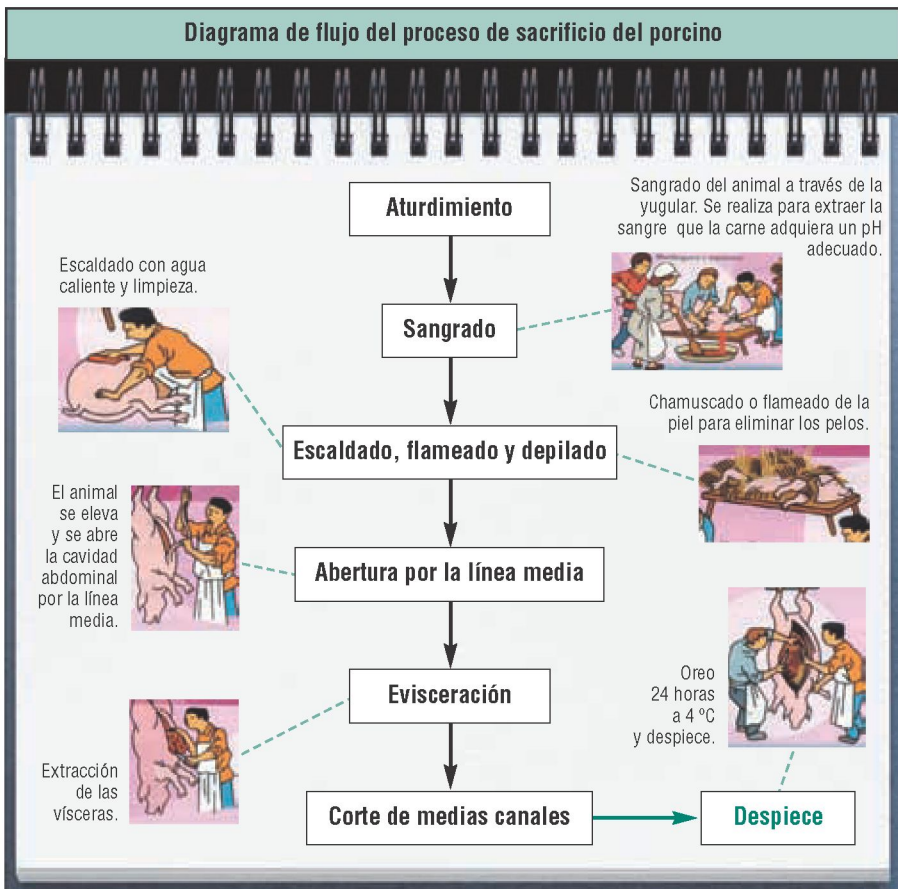 Diagrama de flujo del proceso de sacrificio del porcino
Aturdimiento
Sangrado del animal a través de la
yugular. Se realiza para extraer la
sangre que la carne adquiera un pH
adecuado.
Sangrado
Escaldado con agua
caliente y limpieza.
Escaldado, flameado y depilado
Chamuscado o flameado de la
piel para eliminar los pelos.
El animal
se eleva
y se abre
la cavidad
abdominal
por la línea
media.
Abertura por la línea media
Evisceración
Extracción
de las
vísceras.
Corte de medias canales
Oreo
24 horas
a 4 ºC
y despiece.
Despiece